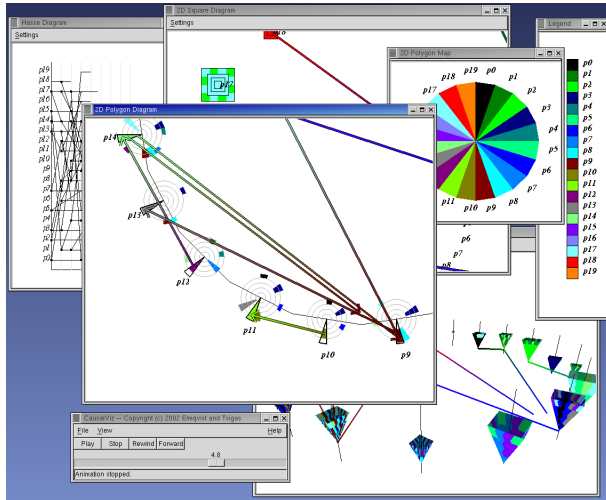 Hasse Diagram
Settings
p19
p18
p17
p16
p15
p14
p13
p12
p11
p10
p9
p8
p7
p6
p5
p4
p3
p2
p1
p0
2D Square Diagram
Settings
p18
p17
p6
p7
p8
2D Polygon Map
p0
p1
p2
p3
p4
p5
p6
p7
p8
p9
p10
p11
p17
p18
p19
Legend
p0
p1
p2
p3
p4
p5
p6
p7
p8
p9
p10
p11
p12
p13
p14
p15
p16
p17
p18
p19
2D Polygon Diagram
p14
p13
p12
p11
p10
p9
CausalViz — Copyright (c) 2002 Elmqvist and Tsigas
File View Help
Play Stop Rewind Forward
4.8
Animation stopped.